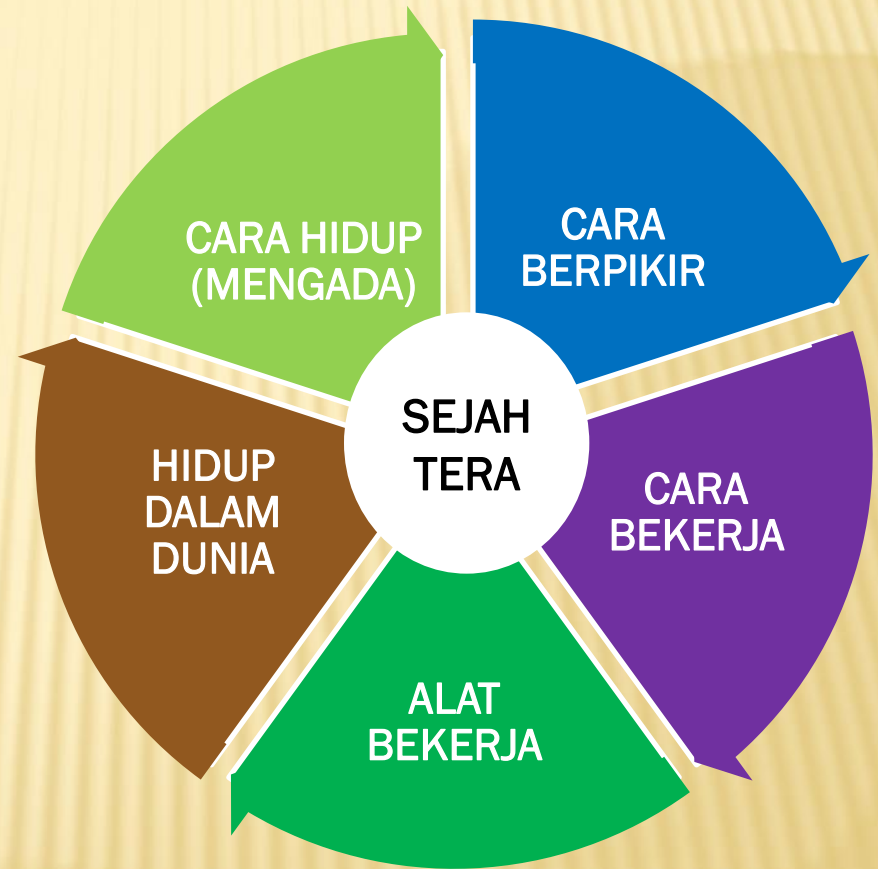 CARA HIDUP
(MENGADA)
CARA
BERPIKIR
SEJAH
TERA
HIDUP
DALAM
DUNIA
CARA
BEKERJA
ALAT
BEKERJA